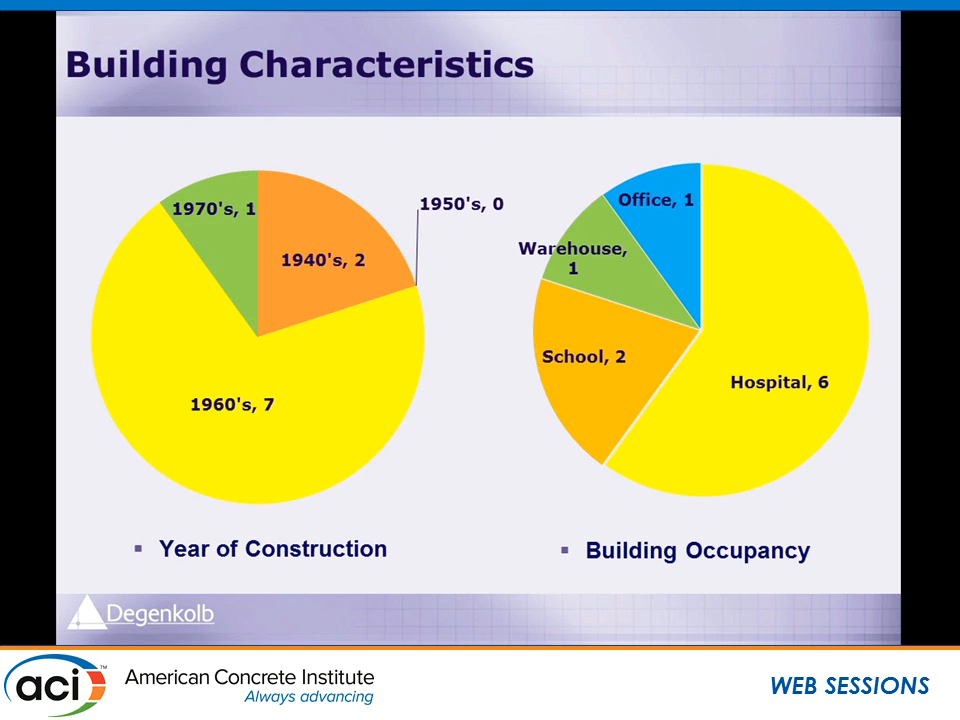 Building Characteristics
1970's, 1
1940's, 2
1950's, 0
1960's, 7
Office, 1
Warehouse,
1
School, 2
Hospital, 6
▪ Year of Construction
▪ Building Occupancy
Degenkolb
aci™
American Concrete Institute
Always advancing
WEB SESSIONS